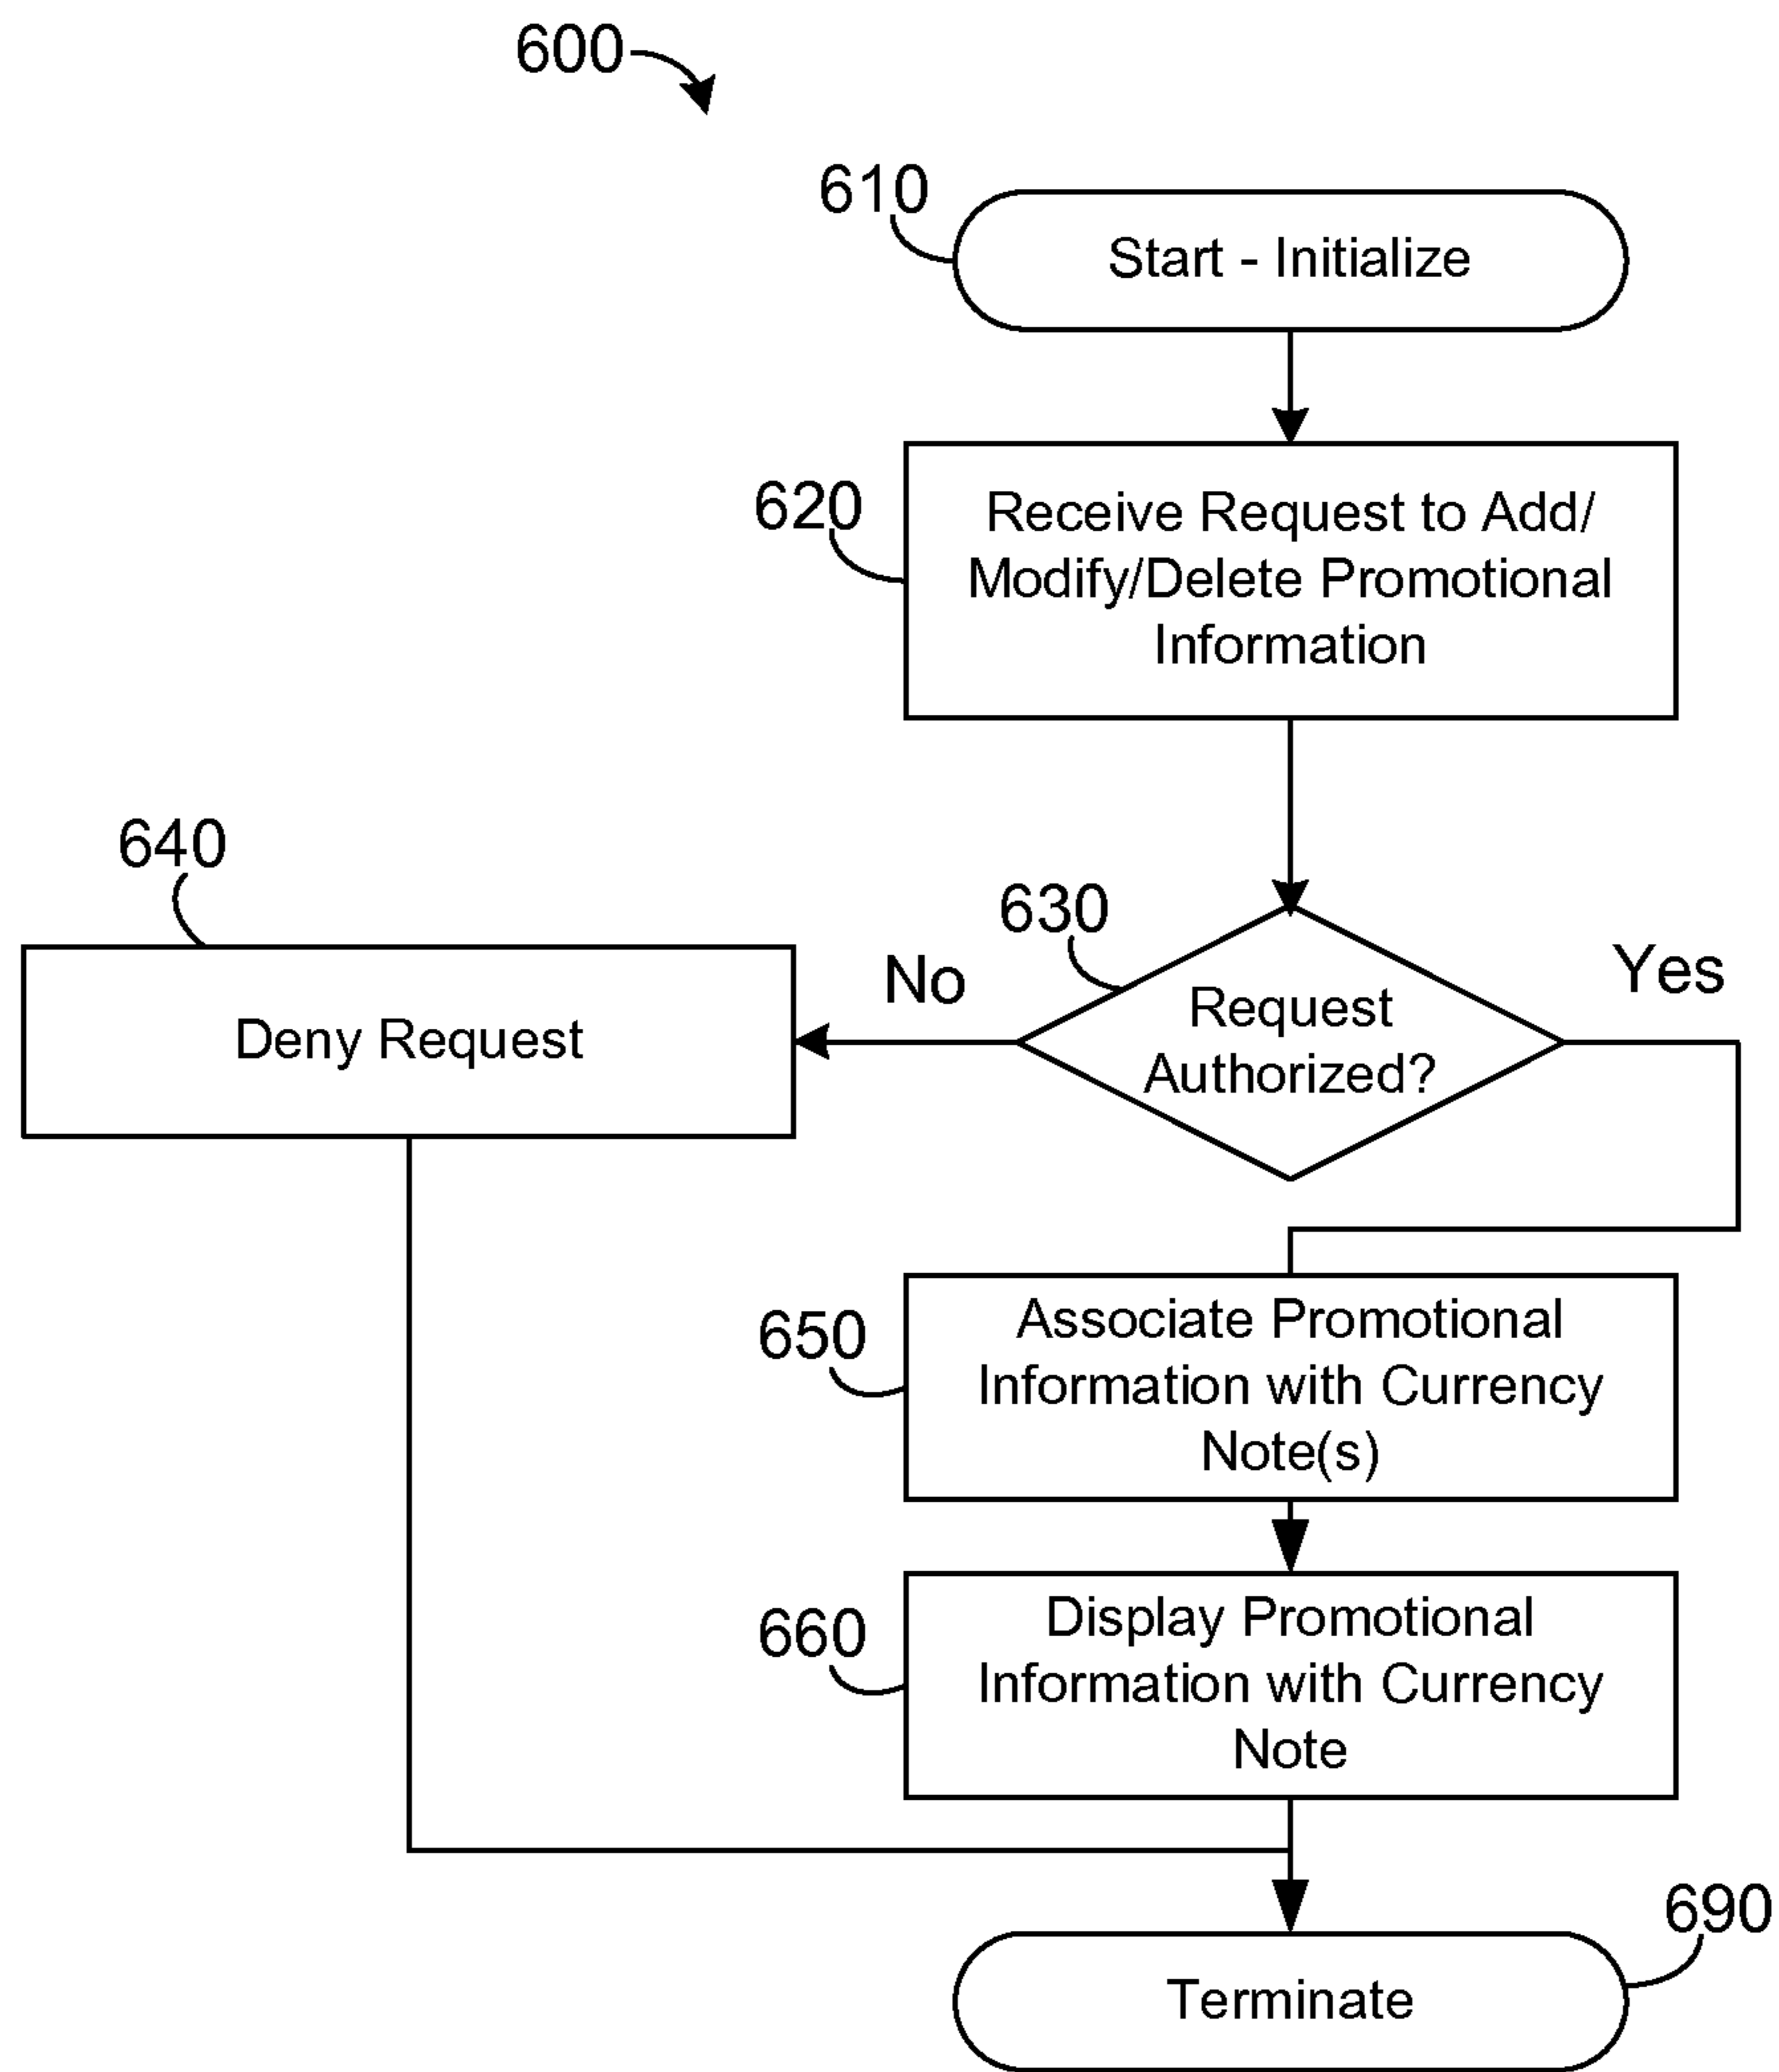 600
610
Start - Initialize
620
Receive Request to Add/
Modify/Delete Promotional
Information
640
630
No
Yes
Deny Request
Request
Authorized?
650
Associate Promotional
Information with Currency
Note(s)
660
Display Promotional
Information with Currency
Note
690
Terminate